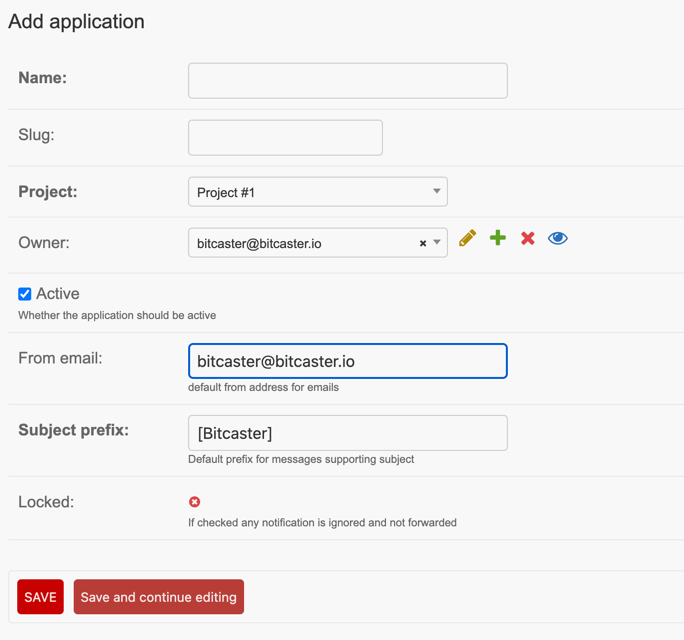 Add application
Name:
Slug:
Project: Project #1
Owner: bitcaster@bitcaster.io
Active
Whether the application should be active
From email: bitcaster@bitcaster.io
default from address for emails
Subject prefix: [Bitcaster]
Default prefix for messages supporting subject
Locked:
If checked any notification is ignored and not forwarded
SAVE Save and continue editing